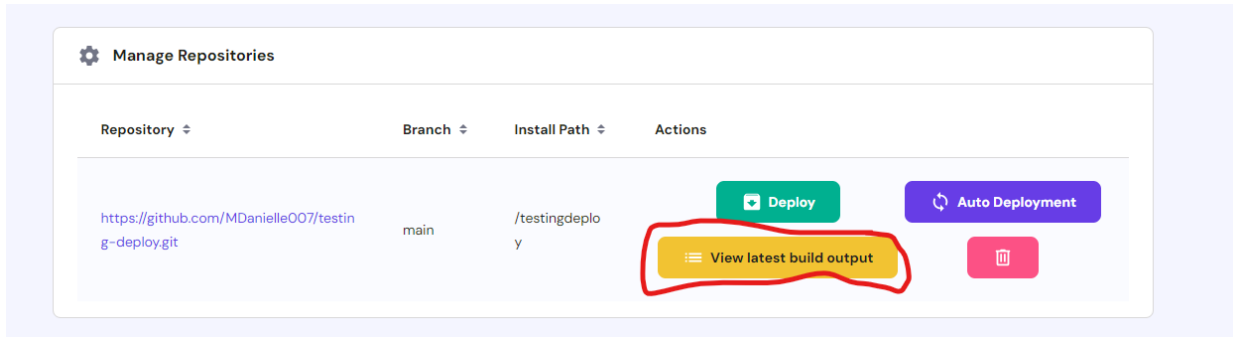 Manage Repositories
Repository Branch Install Path Actions
Deploy Auto Deployment
https://github.com/MDanielle007/testin
g-deploy.git
main
/testingdeplo
y
View latest build output